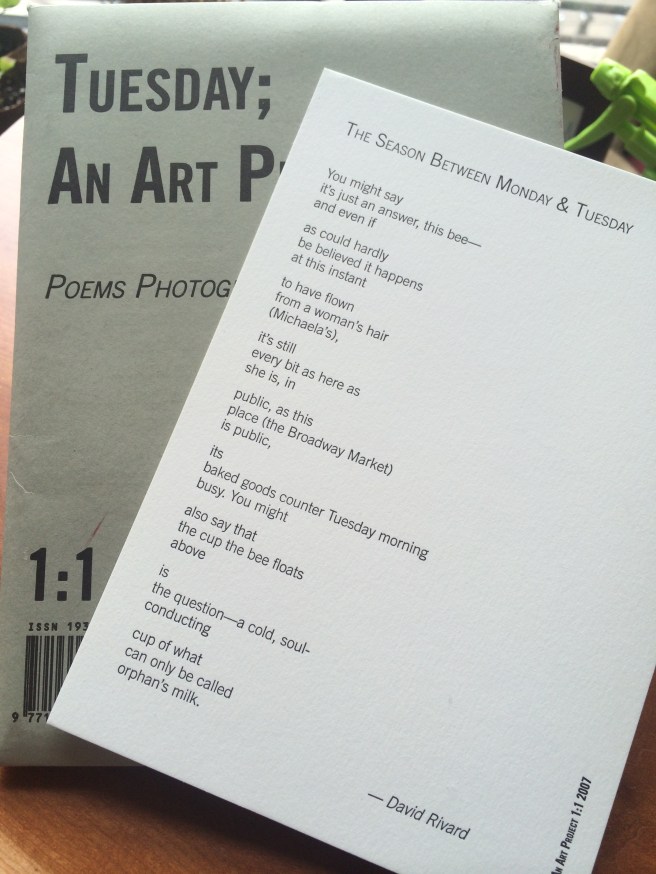 TUESDAY;
AN ART
POEMS
1:1
ISSN
THE SEASON BETWEEN MONDAY & TUESDAY
You might say
it's just an answer, this bee—
and even if
as could hardly
be believed it happens
at this instant
to have flown
from a woman's hair
(Michaela's),
it's still
every bit as here as
she is, in
public, as this
place (the Broadway Market)
is public,
its
baked goods counter Tuesday morning
busy. You might
also say that
the cup the bee floats
above
is
the question—a cold, soul-
conducting
cup of what
can only be called
orphan's milk.
— David Rivard
AN ART PROJECT 1:1 2007